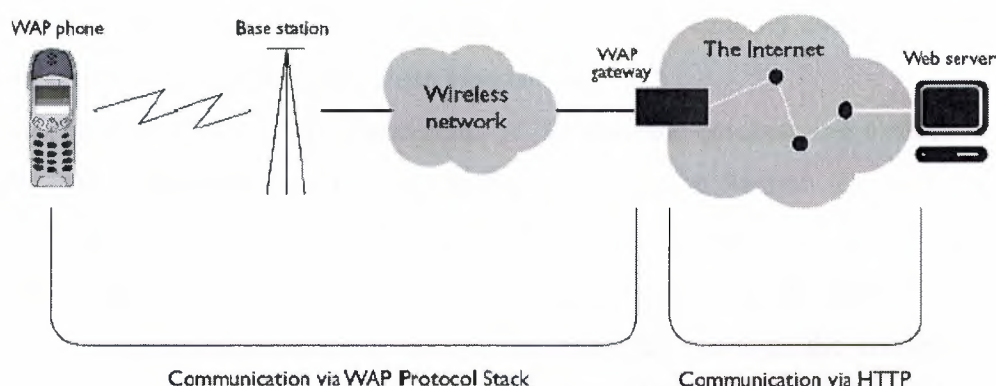 WAP phone
Base station
Wireless
network
WAP
gateway
The Internet
Web server
Communication via WAP Protocol Stack
Communication via HTTP